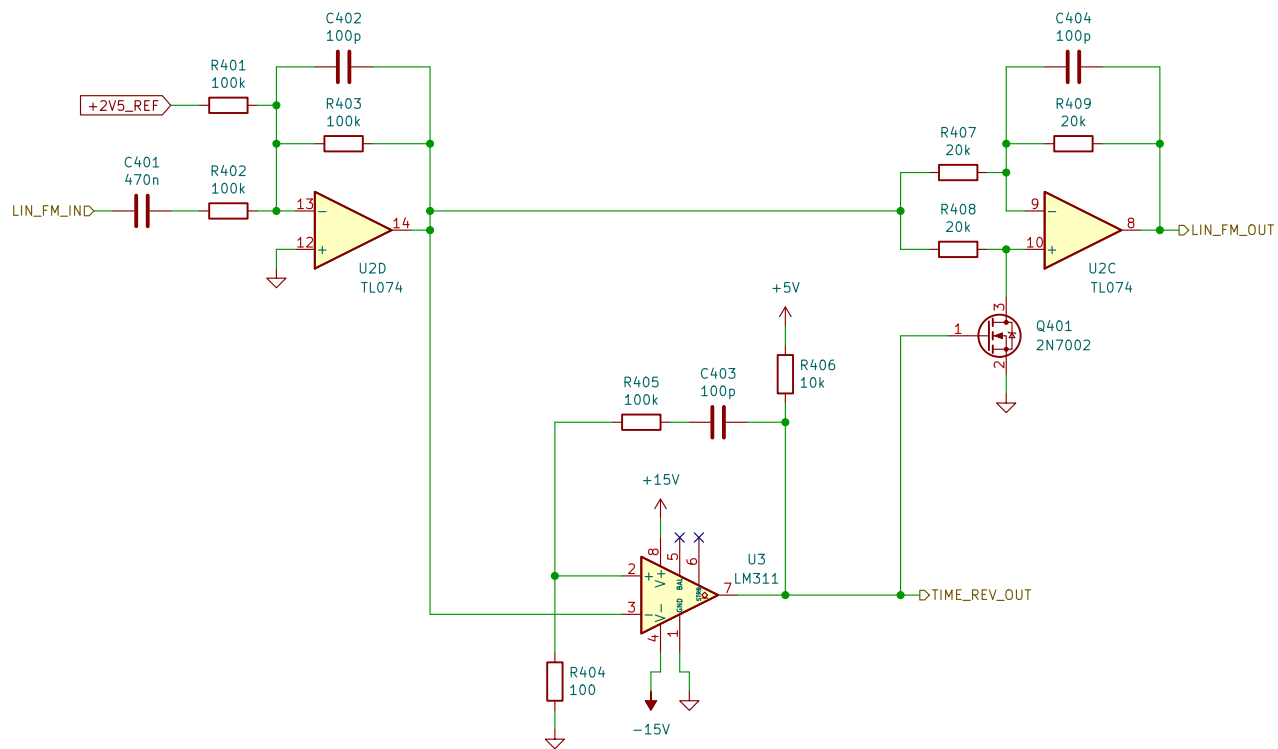 C402
100p
R401
100k
+2V5_REF
R403
100k
C401
470n
R402
100k
LIN_FM_IN
13
-
12
+
14
U2D
TL074
C404
100p
R409
20k
R407
20k
R408
20k
9
-
10
+
8
LIN_FM_OUT
U2C
TL074
+5V
R406
10k
3
1
2
Q401
2N7002
R405
100k
C403
100p
+15V
8
5
6
U3
LM311
2
+
V+
BAL
STRB
7
TIME_REV_OUT
3
-
V-
GND
4
1
R404
100
-15V